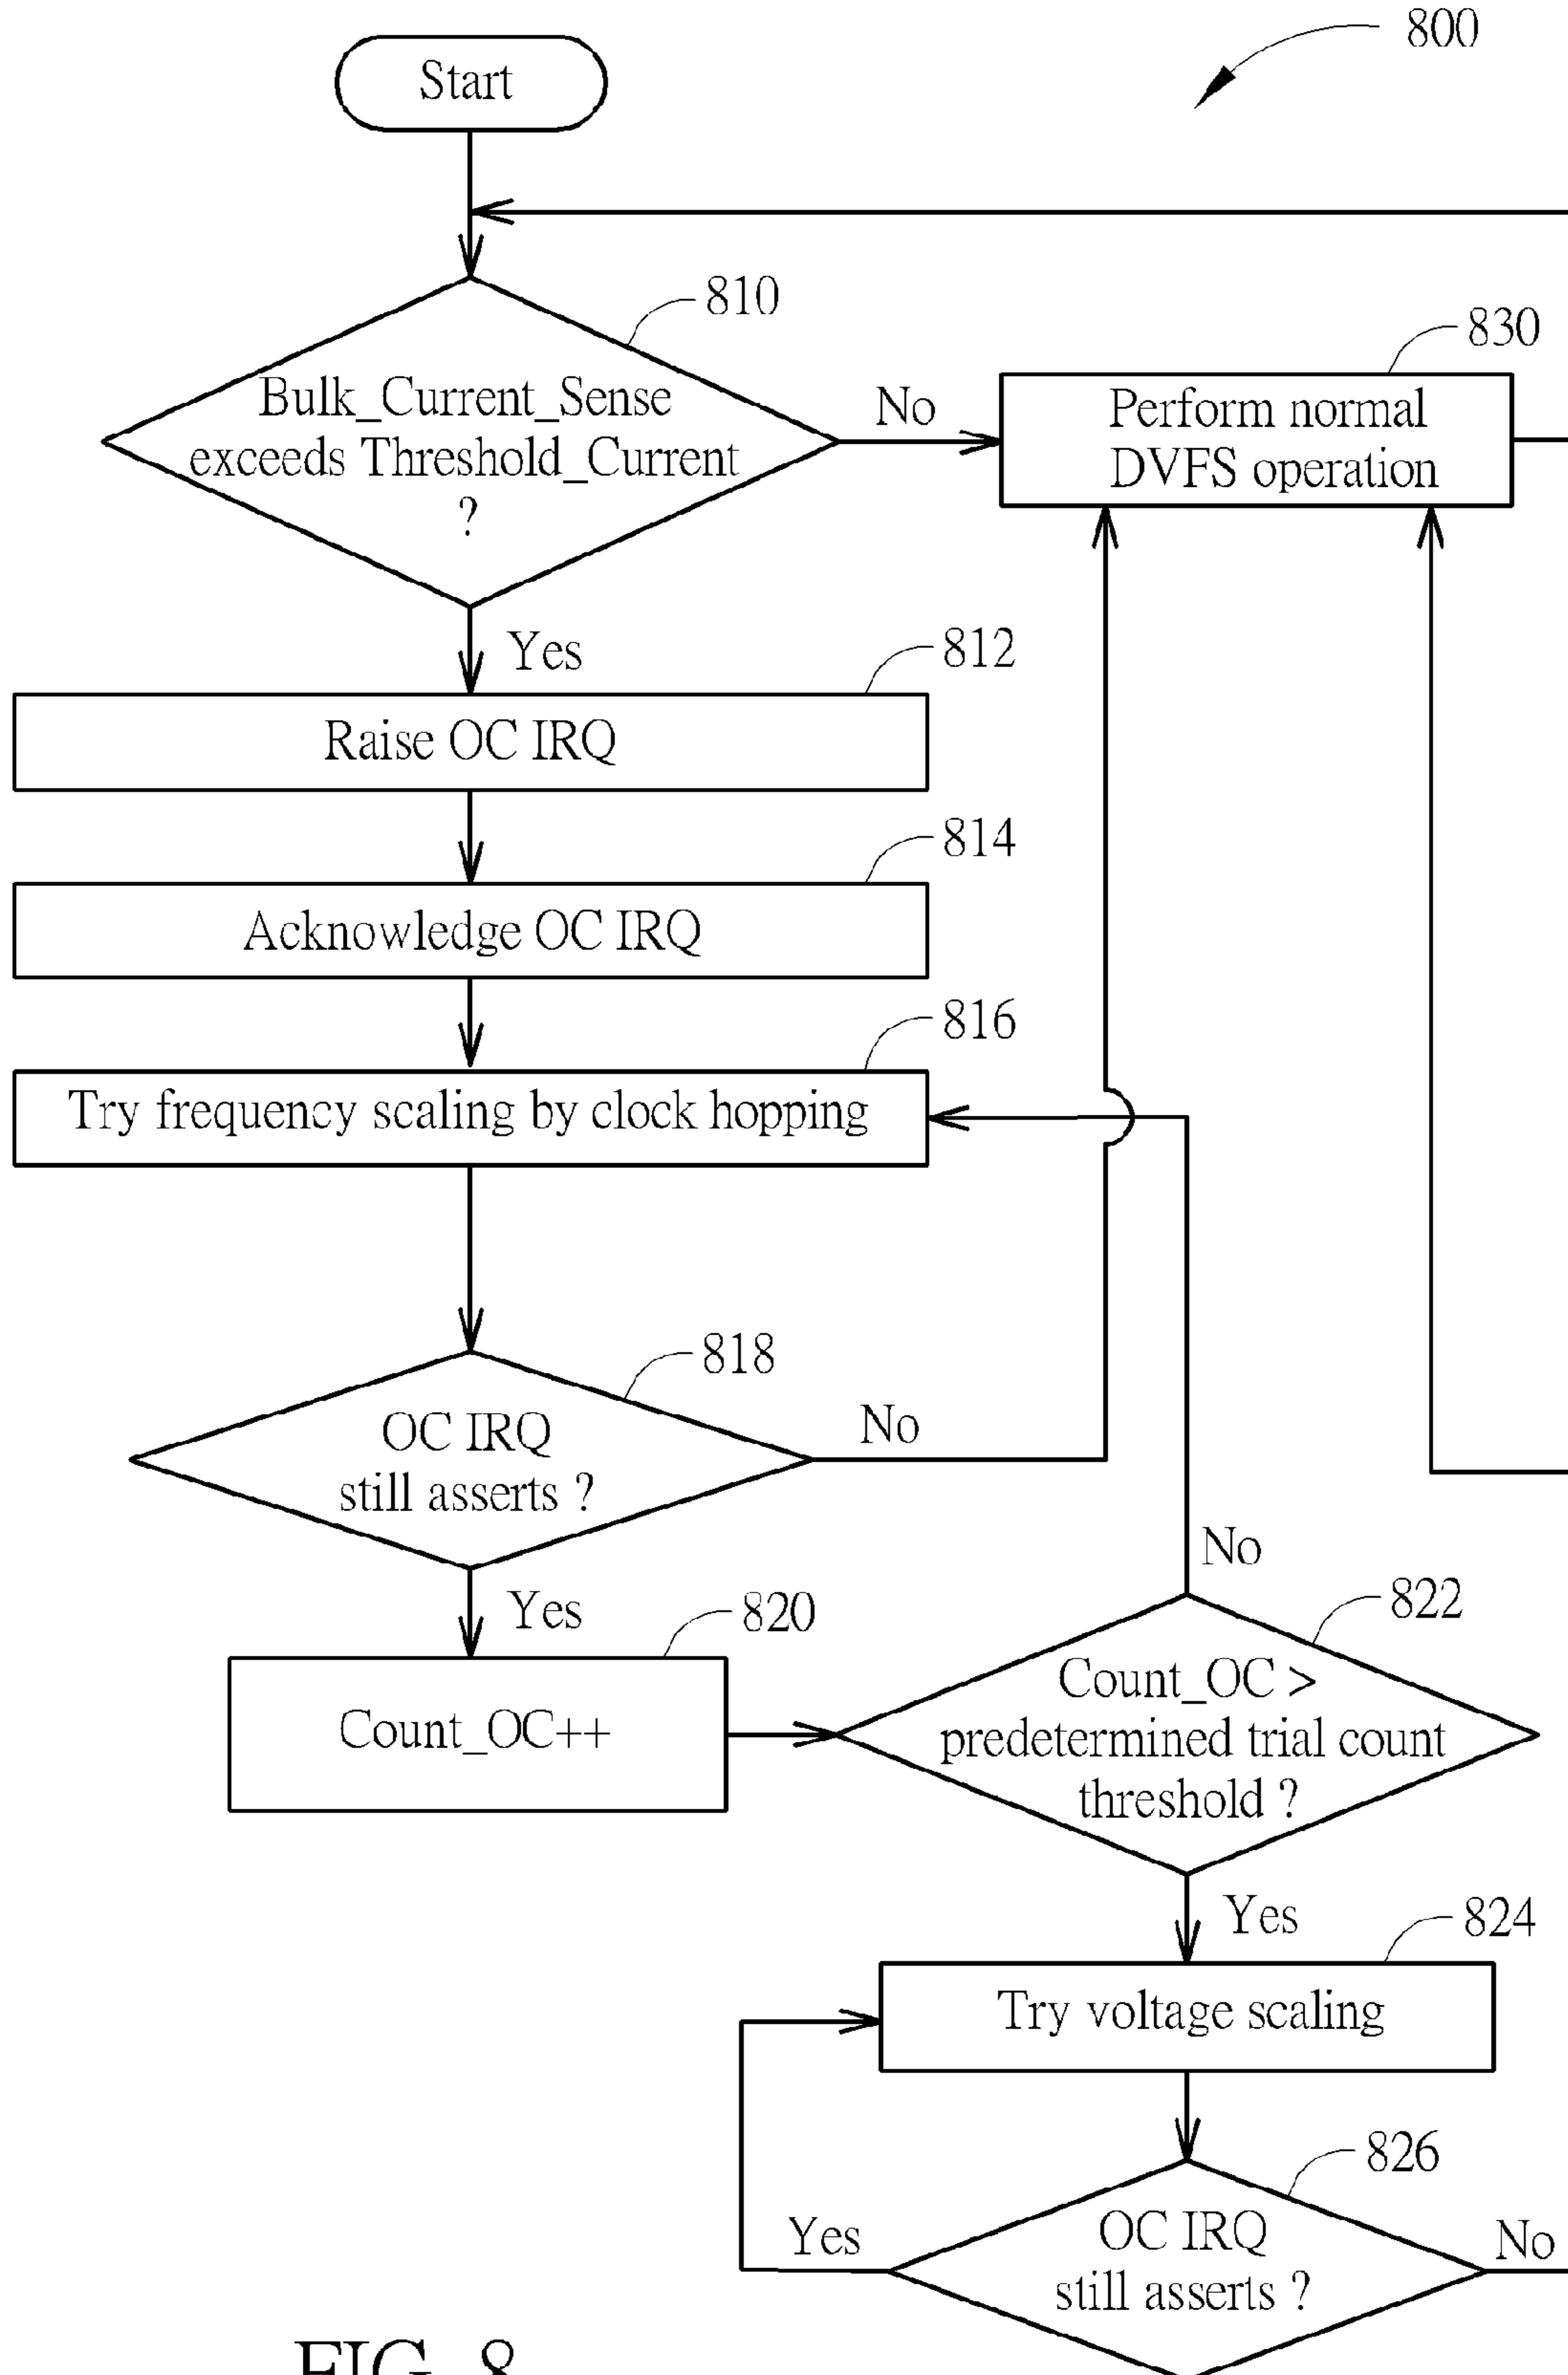 800
Start
810
Bulk_Current_Sense
exceeds Threshold_Current
?
No
830
Perform normal
DVFS operation
Yes
812
Raise OC IRQ
814
Acknowledge OC IRQ
816
Try frequency scaling by clock hopping
818
OC IRQ
still asserts ?
No
Yes
820
Count_OC++
No
822
Count_OC >
predetermined trial count
threshold ?
Yes
824
Try voltage scaling
826
OC IRQ
still asserts ?
Yes
No
FIG. 8